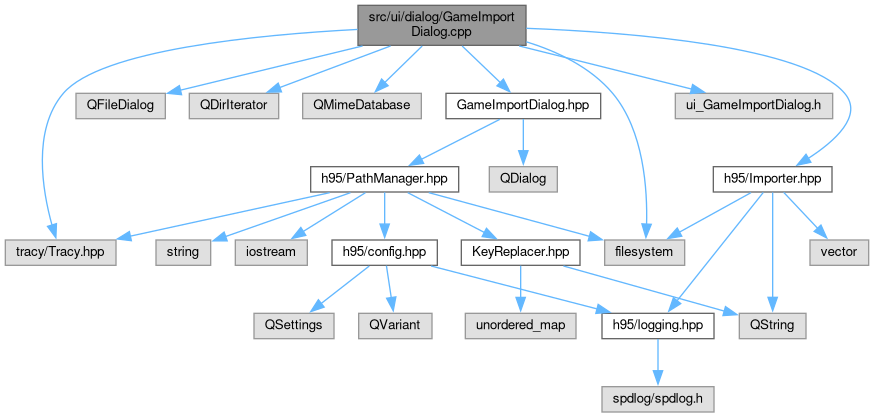 src/ui/dialog/GameImport
Dialog.cpp
QFileDialog
QDirIterator
QMimeDatabase
GameImportDialog.hpp
ui_GameImportDialog.h
h95/PathManager.hpp
QDialog
h95/Importer.hpp
tracy/Tracy.hpp
string
iostream
h95/config.hpp
KeyReplacer.hpp
filesystem
vector
QSettings
QVariant
unordered_map
h95/logging.hpp
QString
spdlog/spdlog.h